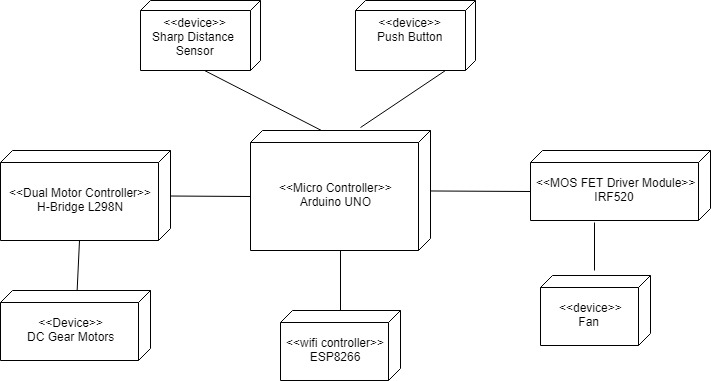 <<device>>
Sharp Distance
Sensor
<<device>>
Push Button
<<Dual Motor Controller>>
H-Bridge L298N
<<Micro Controller>>
Arduino UNO
<<MOS FET Driver Module>>
IRF520
<<Device>>
DC Gear Motors
<<wifi controller>>
ESP8266
<<device>>
Fan